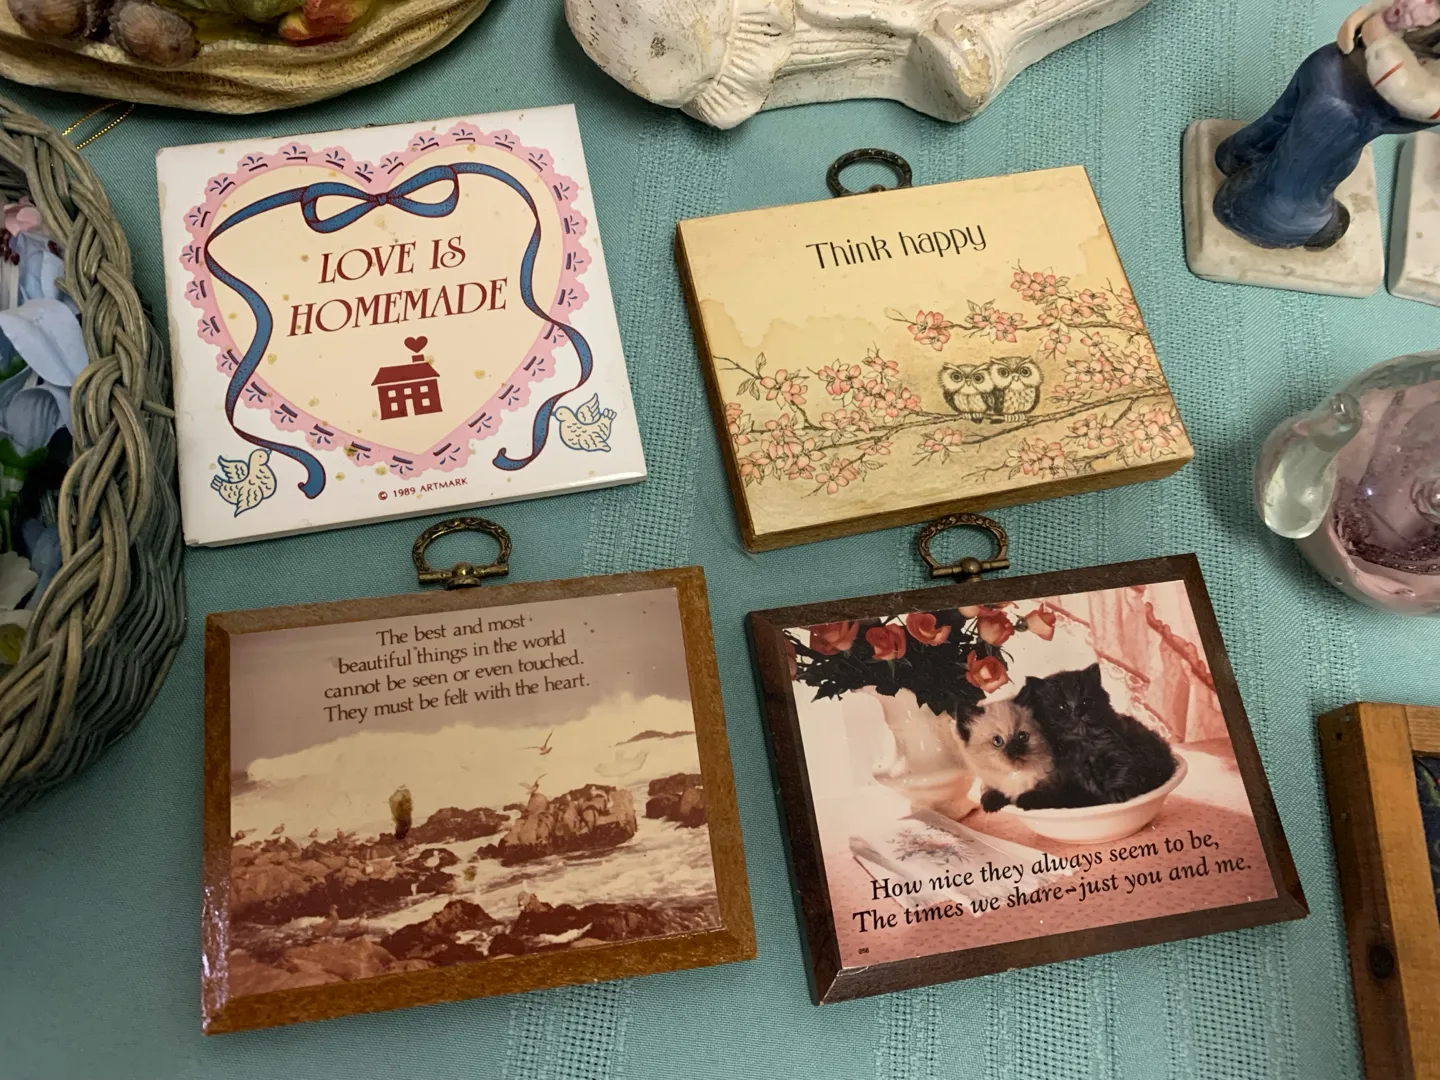 LOVE IS
HOMEMADE
© 1989 ARTMARK
Think happy
The best and most
beautiful things in the world
cannot be seen or even touched.
They must be felt with the heart.
How nice they always seem to be,
The times we share~just you and me.